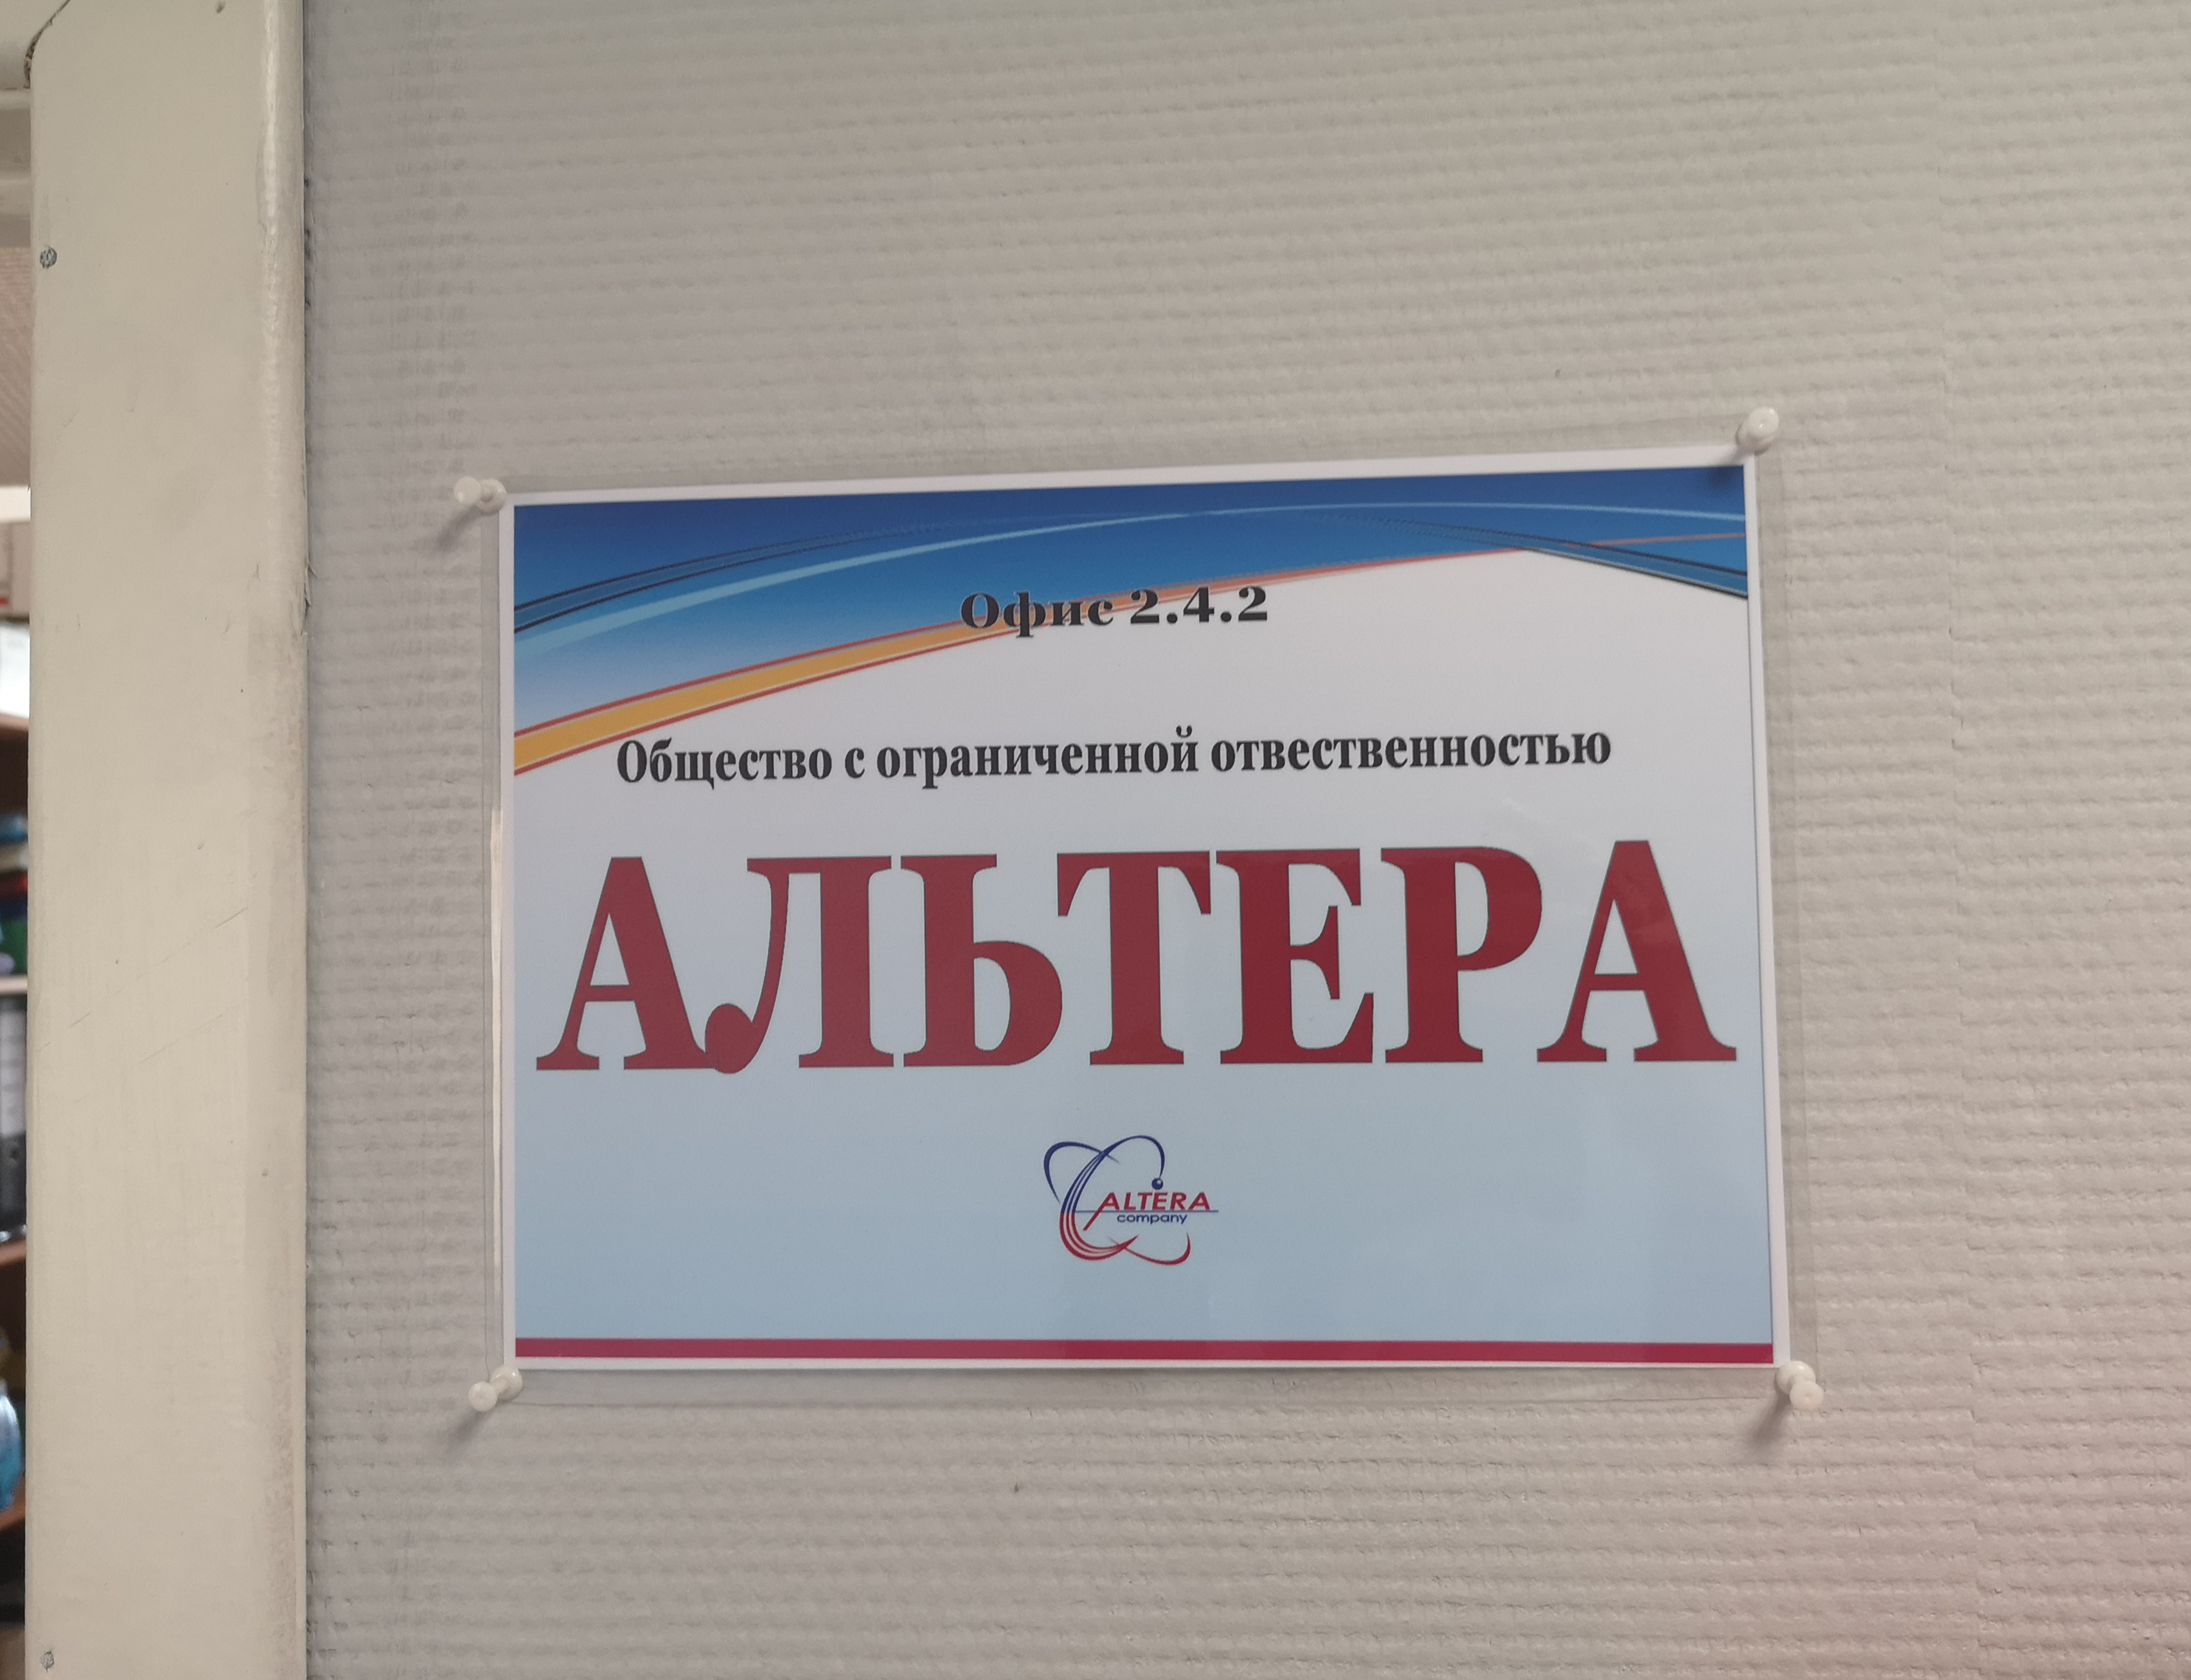 Офис 2.4.2
Общество с ограниченной отвественностью
АЛЬТЕРА
ALTERA
company